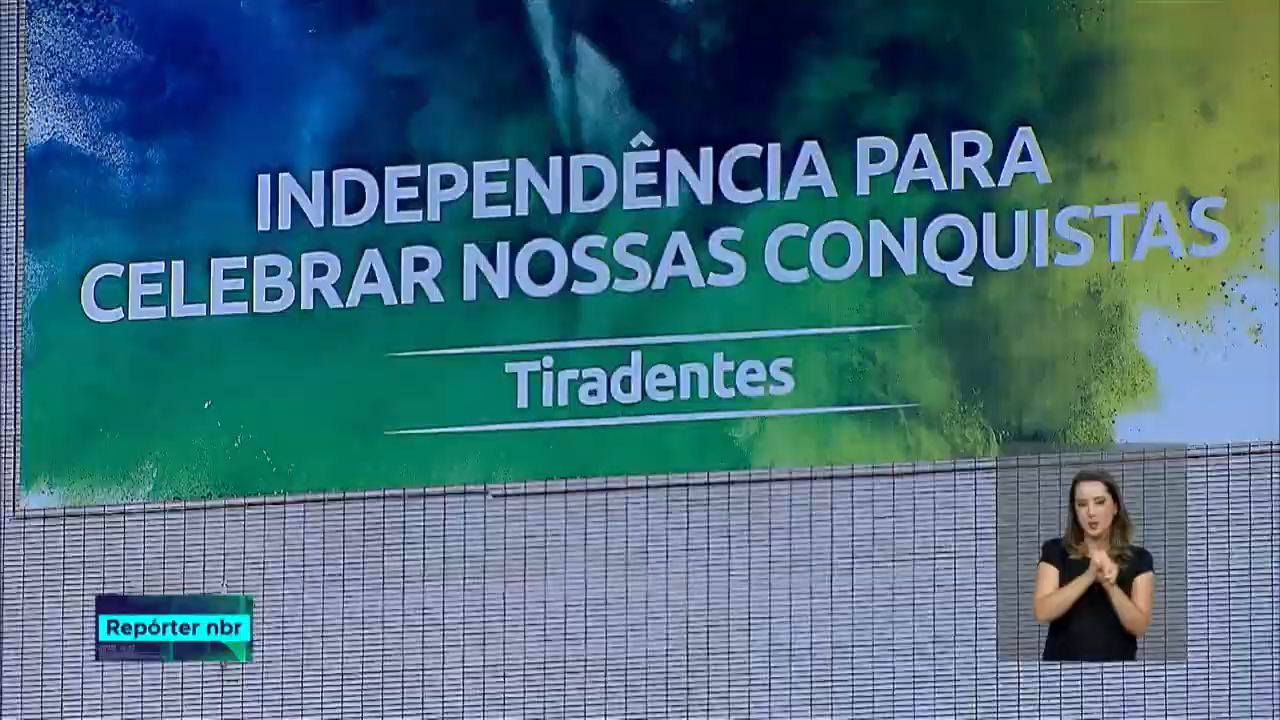 INDEPENDÊNCIA PARA
CELEBRAR NOSSAS CONQUISTAS
Tiradentes
Repórter nbr